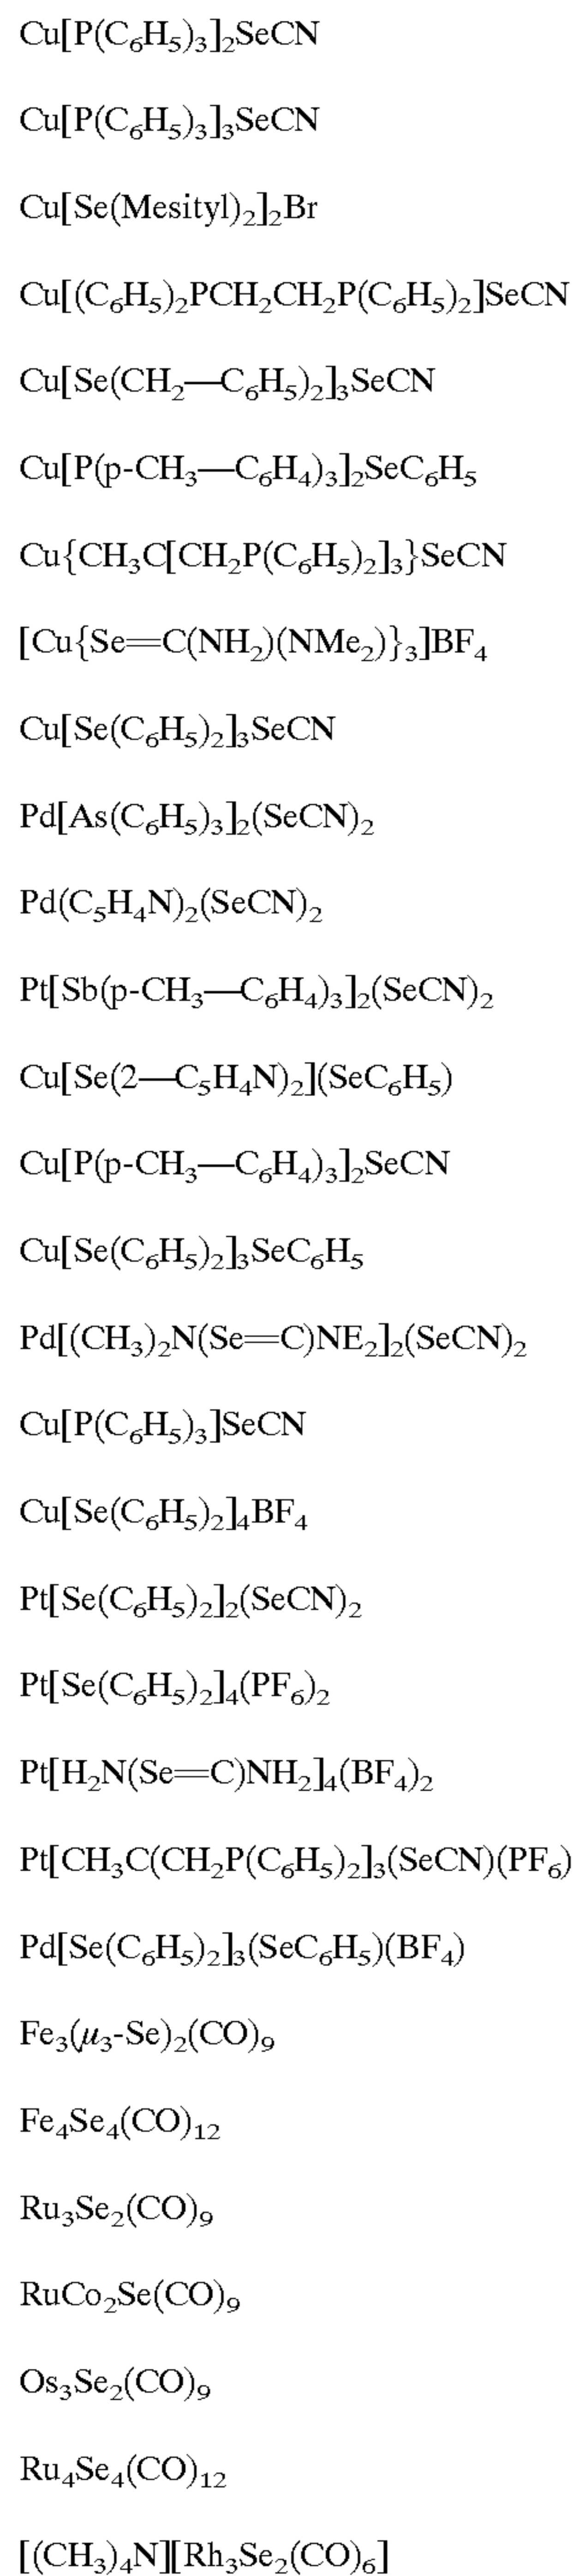 Cu[P(C₆H₅)₃]₂SeCN
Cu[P(C₆H₅)₃]₃SeCN
Cu[Se(Mesityl)₂]₂Br
Cu[(C₆H₅)₂PCH₂CH₂P(C₆H₅)₂]SeCN
Cu[Se(CH₂—C₆H₅)₂]₃SeCN
Cu[P(p-CH₃—C₆H₄)₃]₂SeC₆H₅
Cu{CH₃C[CH₂P(C₆H₅)₂]₃}SeCN
[Cu{Se=C(NH₂)(NMe₂)}₃]BF₄
Cu[Se(C₆H₅)₂]₃SeCN
Pd[As(C₆H₅)₃]₂(SeCN)₂
Pd(C₅H₄N)₂(SeCN)₂
Pt[Sb(p-CH₃—C₆H₄)₃]₂(SeCN)₂
Cu[Se(2—C₅H₄N)₂](SeC₆H₅)
Cu[P(p-CH₃—C₆H₄)₃]₂SeCN
Cu[Se(C₆H₅)₂]₃SeC₆H₅
Pd[(CH₃)₂N(Se=C)NE₂]₂(SeCN)₂
Cu[P(C₆H₅)₃]SeCN
Cu[Se(C₆H₅)₂]₄BF₄
Pt[Se(C₆H₅)₂]₂(SeCN)₂
Pt[Se(C₆H₅)₂]₄(PF₆)₂
Pt[H₂N(Se=C)NH₂]₄(BF₄)₂
Pt[CH₃C(CH₂P(C₆H₅)₂]₃(SeCN)(PF₆)
Pd[Se(C₆H₅)₂]₃(SeC₆H₅)(BF₄)
Fe₃(μ₃-Se)₂(CO)₉
Fe₄Se₄(CO)₁₂
Ru₃Se₂(CO)₉
RuCo₂Se(CO)₉
Os₃Se₂(CO)₉
Ru₄Se₄(CO)₁₂
[(CH₃)₄N][Rh₃Se₂(CO)₆]